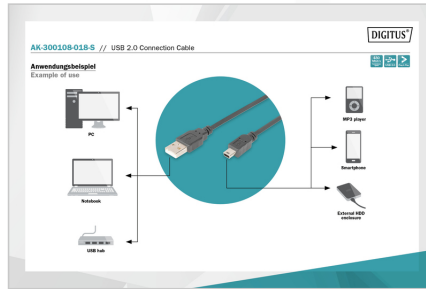 DIGITUS®
AK-300108-018-S // USB 2.0 Connection Cable
Anwendungsbeispiel
Example of use
PC
Notebook
USB hub
MP3 player
Smartphone
External HDD
enclosure